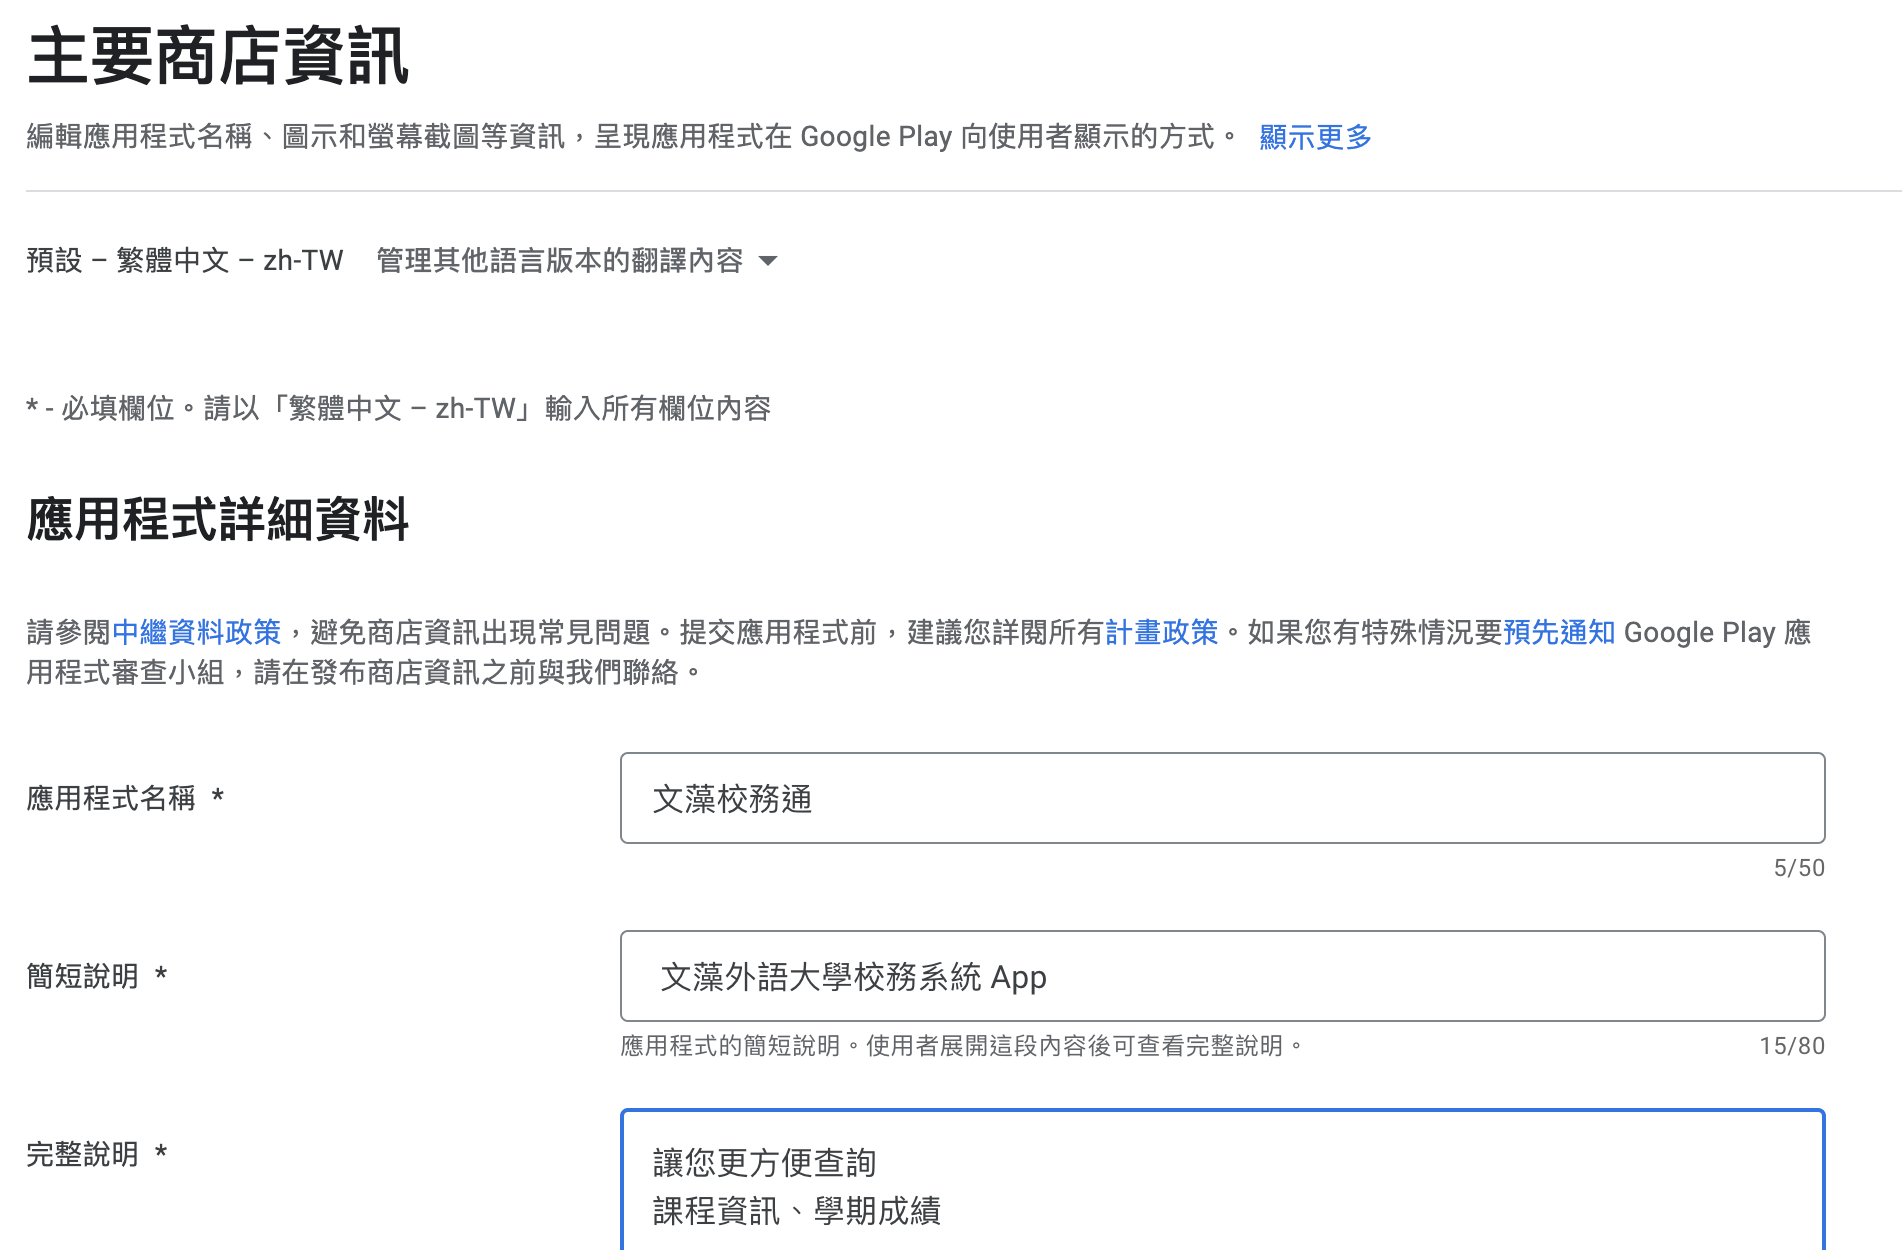 主要商店資訊
編輯應用程式名稱、圖示和螢幕截圖等資訊，呈現應用程式在 Google Play 向使用者顯示的方式。 顯示更多
預設 – 繁體中文 – zh-TW 管理其他語言版本的翻譯內容
* - 必填欄位。請以「繁體中文 – zh-TW」輸入所有欄位內容
應用程式詳細資料
請參閱中繼資料政策，避免商店資訊出現常見問題。提交應用程式前，建議您詳閱所有計畫政策。如果您有特殊情況要預先通知 Google Play 應
用程式審查小組，請在發布商店資訊之前與我們聯絡。
應用程式名稱 *
文藻校務通
5/50
簡短說明 *
文藻外語大學校務系統 App
應用程式的簡短說明。使用者展開這段內容後可查看完整說明。
15/80
完整說明 *
讓您更方便查詢
課程資訊、學期成績